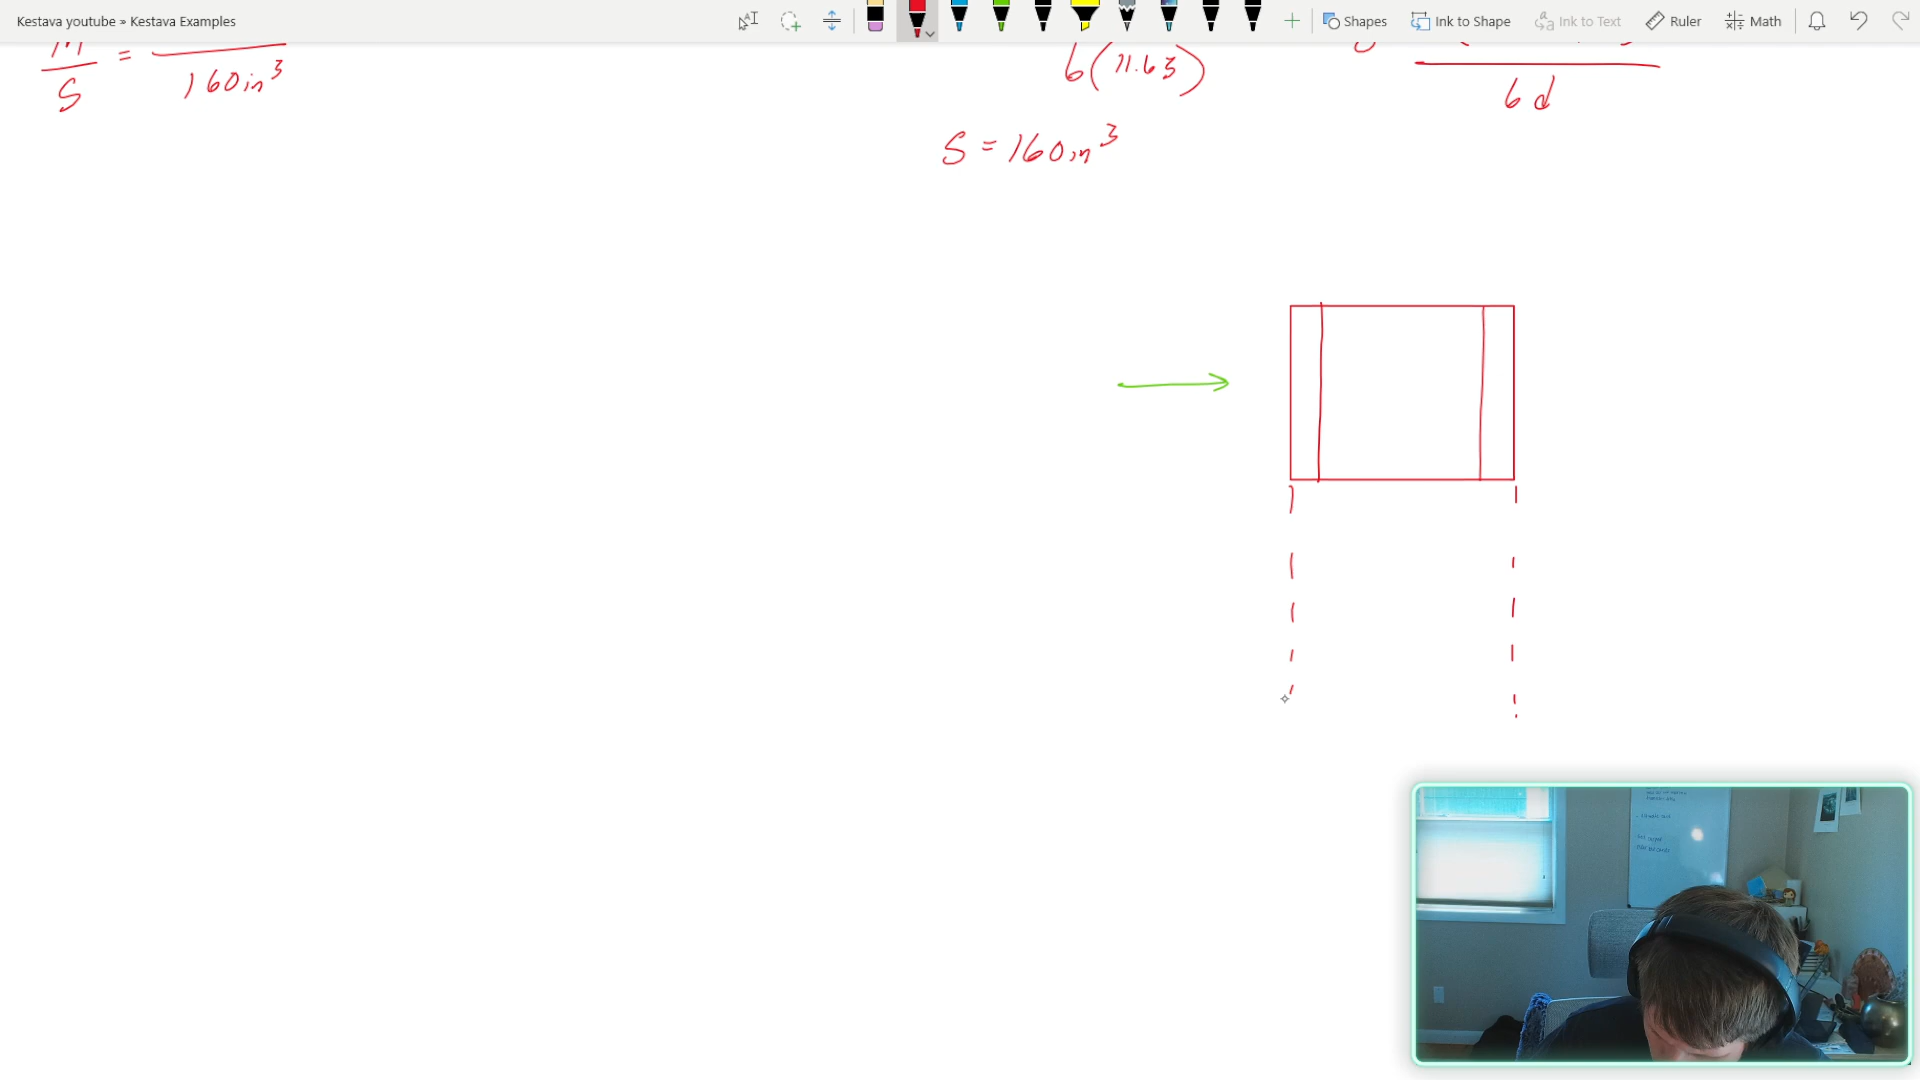 Kestava youtube » Kestava Examples
Shapes
Ink to Shape
Ink to Text
Ruler
Math
M
S
=
160in³
6(11.63)
6d
S = 160in³